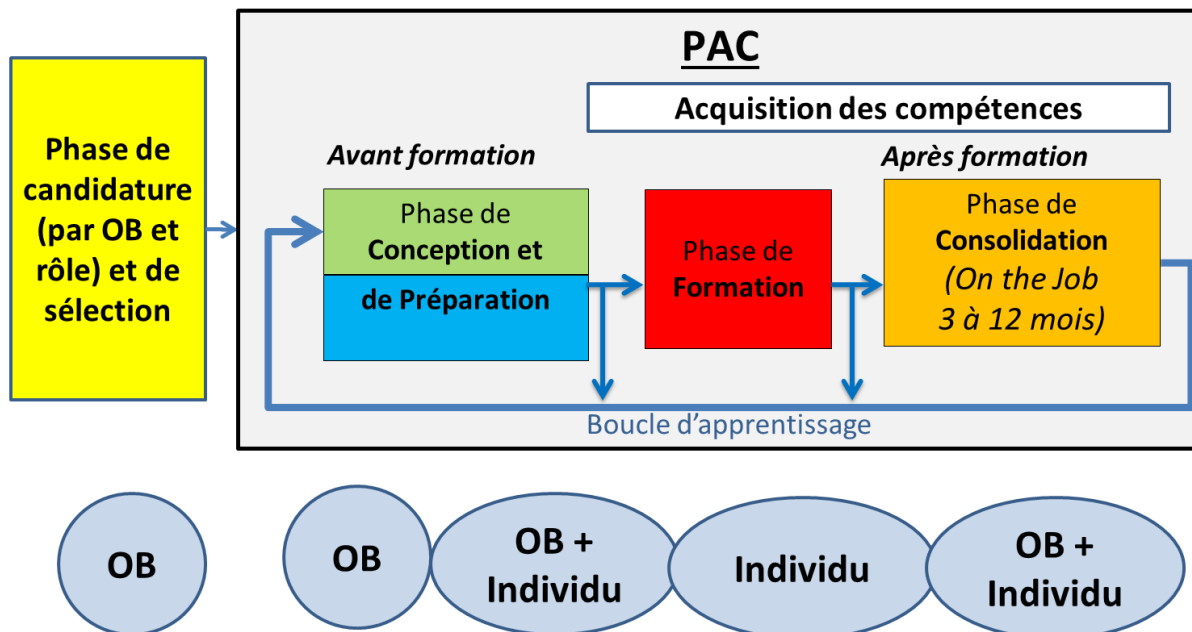 PAC
Acquisition des compétences
Phase de
candidature
(par OB et
rôle) et de
sélection
Avant formation
Après formation
Phase de
Conception et
de Préparation
Phase de
Formation
Phase de
Consolidation
(On the Job
3 à 12 mois)
Boucle d’apprentissage
OB
OB
OB +
Individu
Individu
OB +
Individu